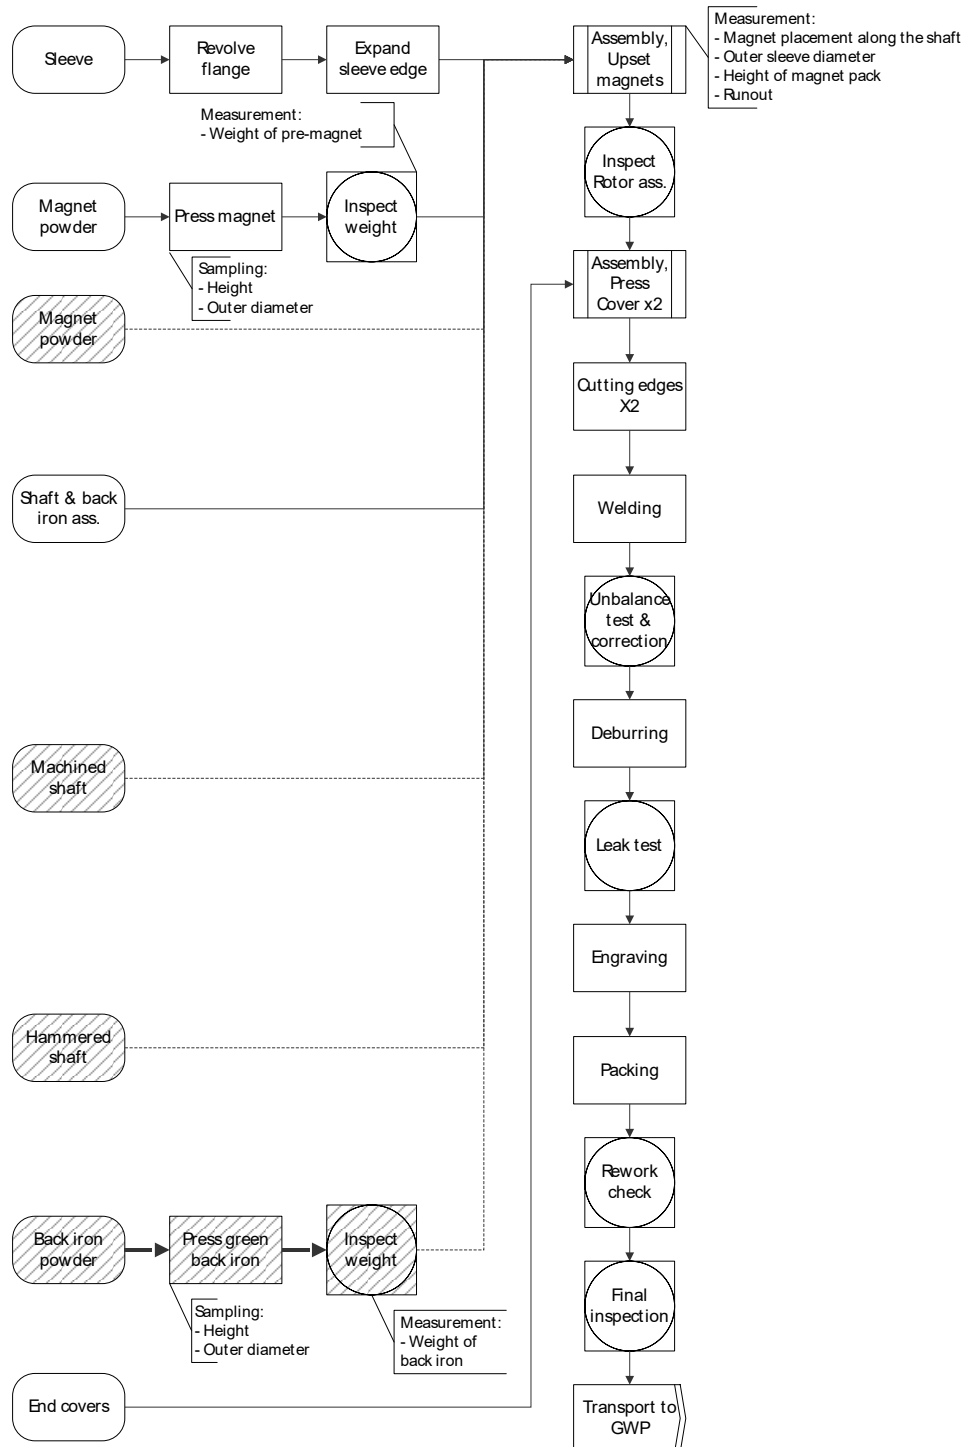 Sleeve
Revolve
flange
Expand
sleeve edge
Assembly,
Upset
magnets
Measurement:
- Magnet placement along the shaft
- Outer sleeve diameter
- Height of magnet pack
- Runout
Measurement:
- Weight of pre-magnet
Inspect
Rotor ass.
Magnet
powder
Press magnet
Inspect
weight
Sampling:
- Height
- Outer diameter
Assembly,
Press
Cover x2
Magnet
powder
Cutting edges
X2
Shaft & back
iron ass.
Welding
Unbalance
test &
correction
Deburring
Machined
shaft
Leak test
Engraving
Hammered
shaft
Packing
Rework
check
Back iron
powder
Press green
back iron
Inspect
weight
Sampling:
- Height
- Outer diameter
Measurement:
- Weight of
back iron
Final
inspection
End covers
Transport to
GWP